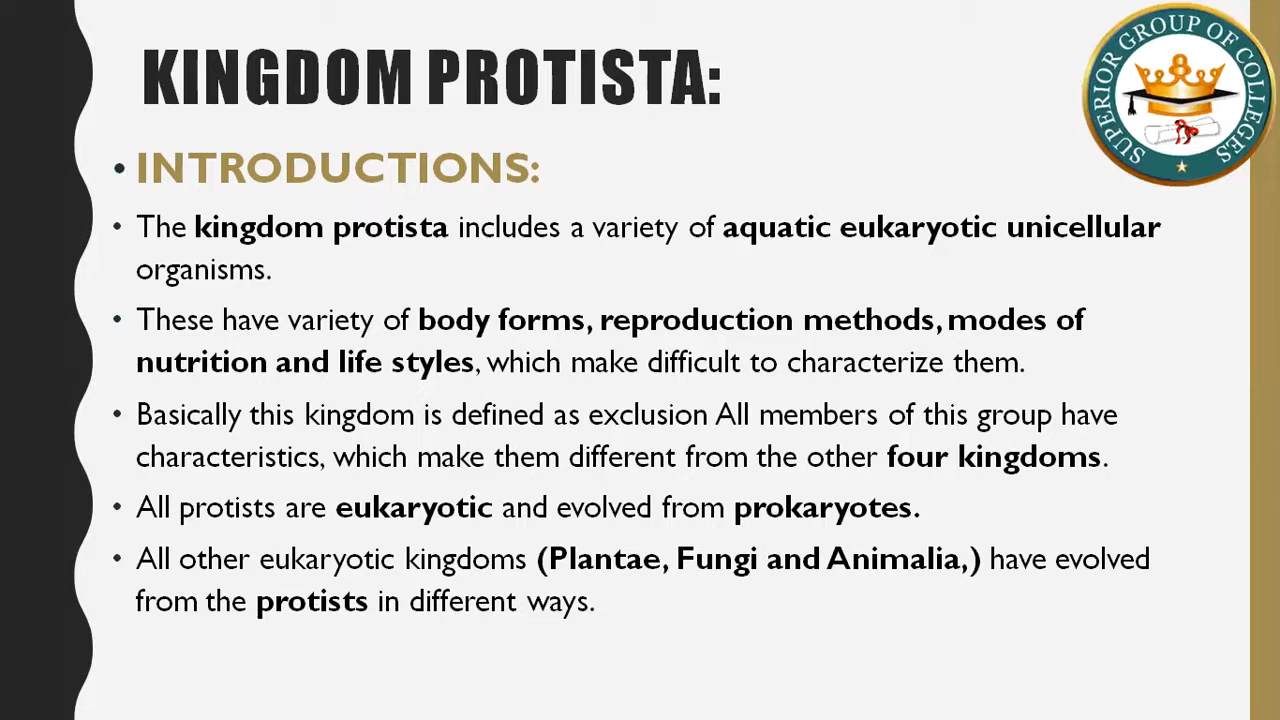 KINGDOM PROTISTA:
SUPERIOR GROUP OF COLLEGES
• INTRODUCTIONS:
• The kingdom protista includes a variety of aquatic eukaryotic unicellular
organisms.
• These have variety of body forms, reproduction methods, modes of
nutrition and life styles, which make difficult to characterize them.
• Basically this kingdom is defined as exclusion All members of this group have
characteristics, which make them different from the other four kingdoms.
• All protists are eukaryotic and evolved from prokaryotes.
• All other eukaryotic kingdoms (Plantae, Fungi and Animalia,) have evolved
from the protists in different ways.